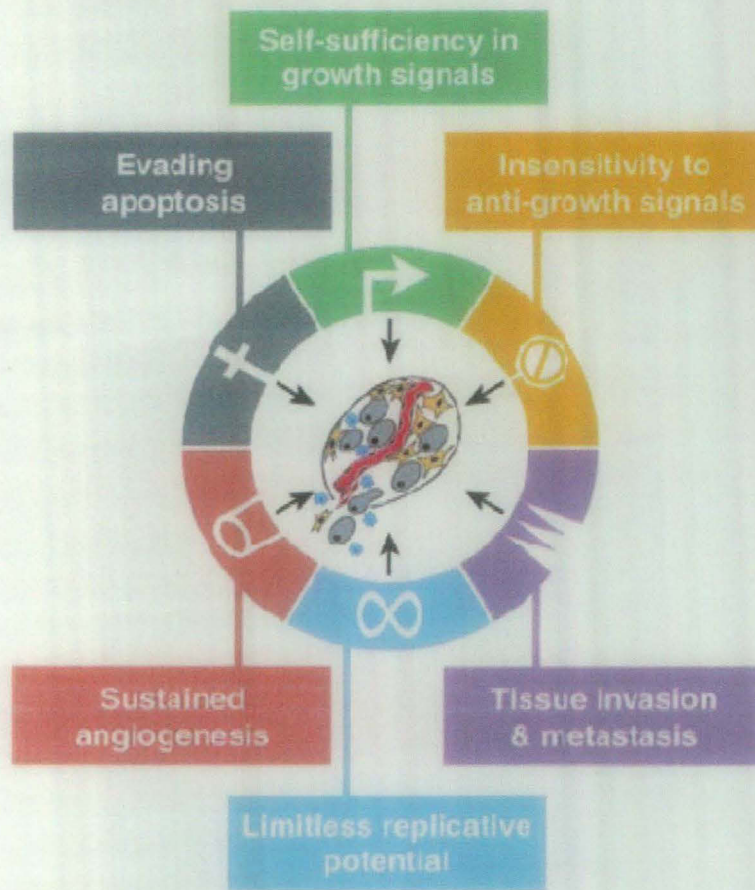 Self-sufficiency in
growth signals
Evading
apoptosis
Insensitivity to
anti-growth signals
Sustained
angiogenesis
Tissue invasion
& metastasis
Limitless replicative
potential